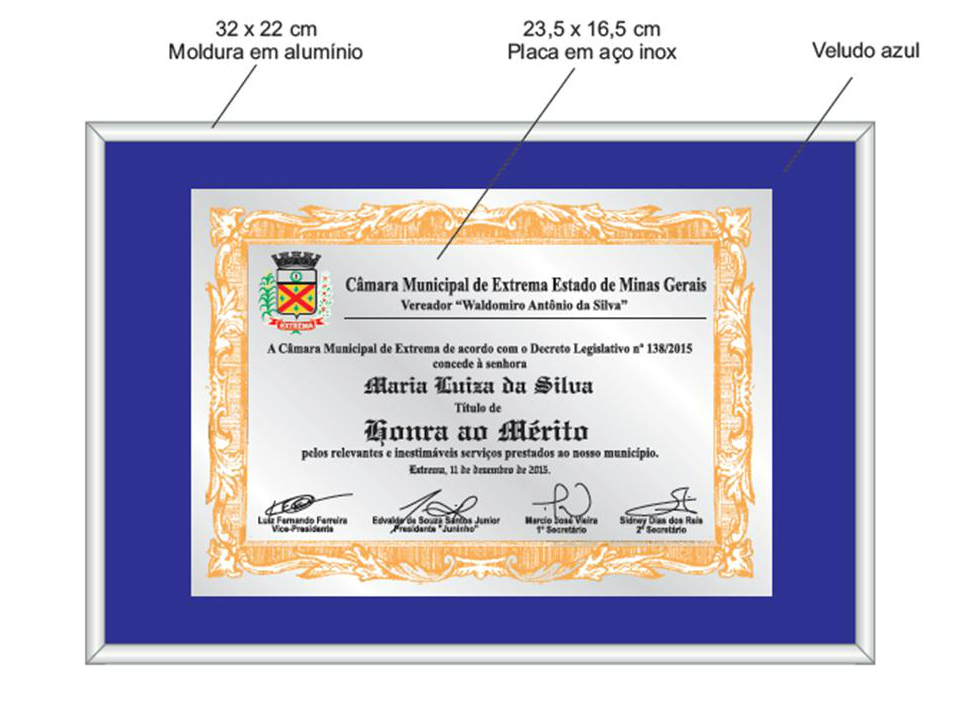 32 x 22 cm
Moldura em alumínio
23,5 x 16,5 cm
Placa em aço inox
Veludo azul
EXTREMA
Câmara Municipal de Extrema Estado de Minas Gerais
Vereador “Waldomiro Antônio da Silva”
A Câmara Municipal de Extrema de acordo com o Decreto Legislativo nº 138/2015
concede à senhora
Maria Luiza da Silva
Título de
Honra ao Mérito
pelos relevantes e inestimáveis serviços prestados ao nosso município.
Extrema, 11 de dezembro de 2015.
Luiz Fernando Ferreira
Vice-Presidente
Edvaldo de Souza Santos Junior
Presidente "Juninho"
Marcio José Vieira
1º Secretário
Sidney Dias dos Reis
2º Secretário